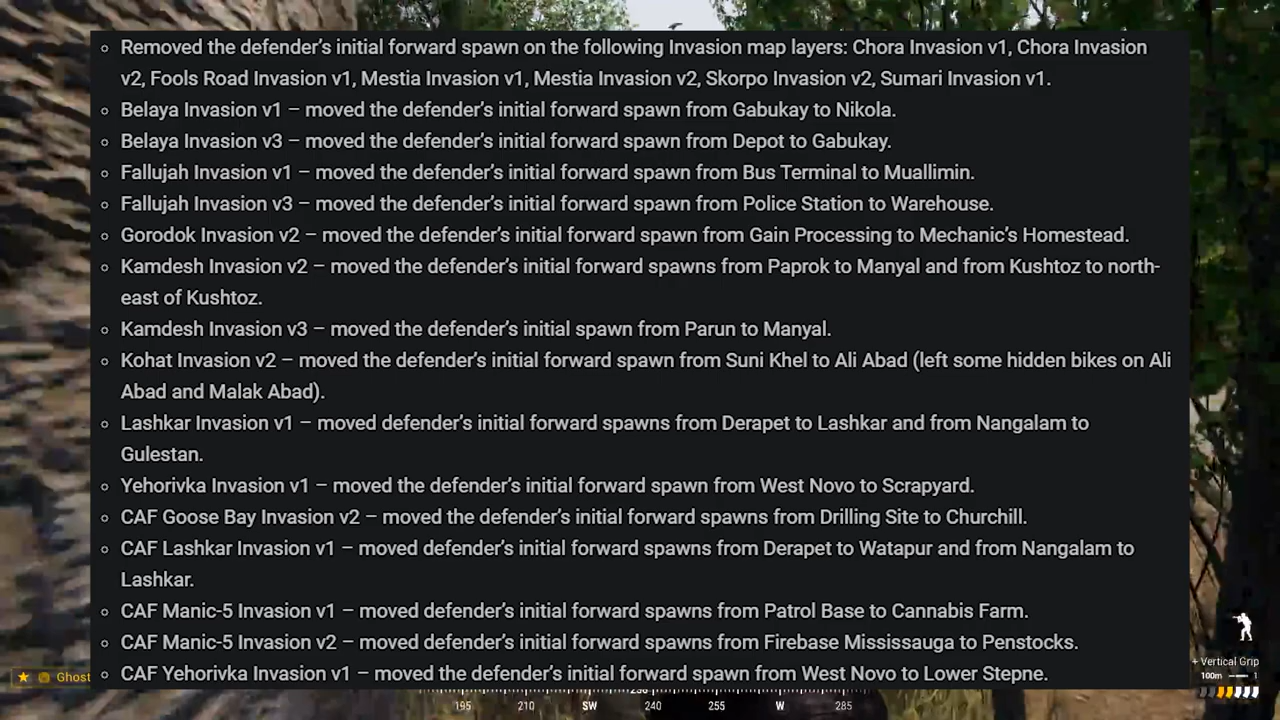 Removed the defender's initial forward spawn on the following Invasion map layers: Chora Invasion v1, Chora Invasion
v2, Fools Road Invasion v1, Mestia Invasion v1, Mestia Invasion v2, Skorpo Invasion v2, Sumari Invasion v1.
Belaya Invasion v1 – moved the defender's initial forward spawn from Gabukay to Nikola.
Belaya Invasion v3 – moved the defender's initial forward spawn from Depot to Gabukay.
Fallujah Invasion v1 – moved the defender's initial forward spawn from Bus Terminal to Muallimin.
Fallujah Invasion v3 – moved the defender's initial forward spawn from Police Station to Warehouse.
Gorodok Invasion v2 – moved the defender's initial forward spawn from Gain Processing to Mechanic's Homestead.
Kamdesh Invasion v2 – moved the defender's initial forward spawns from Paprok to Manyal and from Kushtoz to north-
east of Kushtoz.
Kamdesh Invasion v3 – moved the defender's initial spawn from Parun to Manyal.
Kohat Invasion v2 – moved the defender's initial forward spawn from Suni Khel to Ali Abad (left some hidden bikes on Ali
Abad and Malak Abad).
Lashkar Invasion v1 – moved defender's initial forward spawns from Derapet to Lashkar and from Nangalam to
Gulestan.
Yehorivka Invasion v1 – moved the defender's initial forward spawn from West Novo to Scrapyard.
CAF Goose Bay Invasion v2 – moved the defender's initial forward spawns from Drilling Site to Churchill.
CAF Lashkar Invasion v1 – moved defender's initial forward spawns from Derapet to Watapur and from Nangalam to
Lashkar.
CAF Manic-5 Invasion v1 – moved defender's initial forward spawns from Patrol Base to Cannabis Farm.
CAF Manic-5 Invasion v2 – moved defender's initial forward spawns from Firebase Mississauga to Penstocks.
CAF Yehorivka Invasion v1 – moved the defender's initial forward spawn from West Novo to Lower Stepne.
+ Vertical Grip
100m 1
Ghost
195 210 SW 240 255 W 285